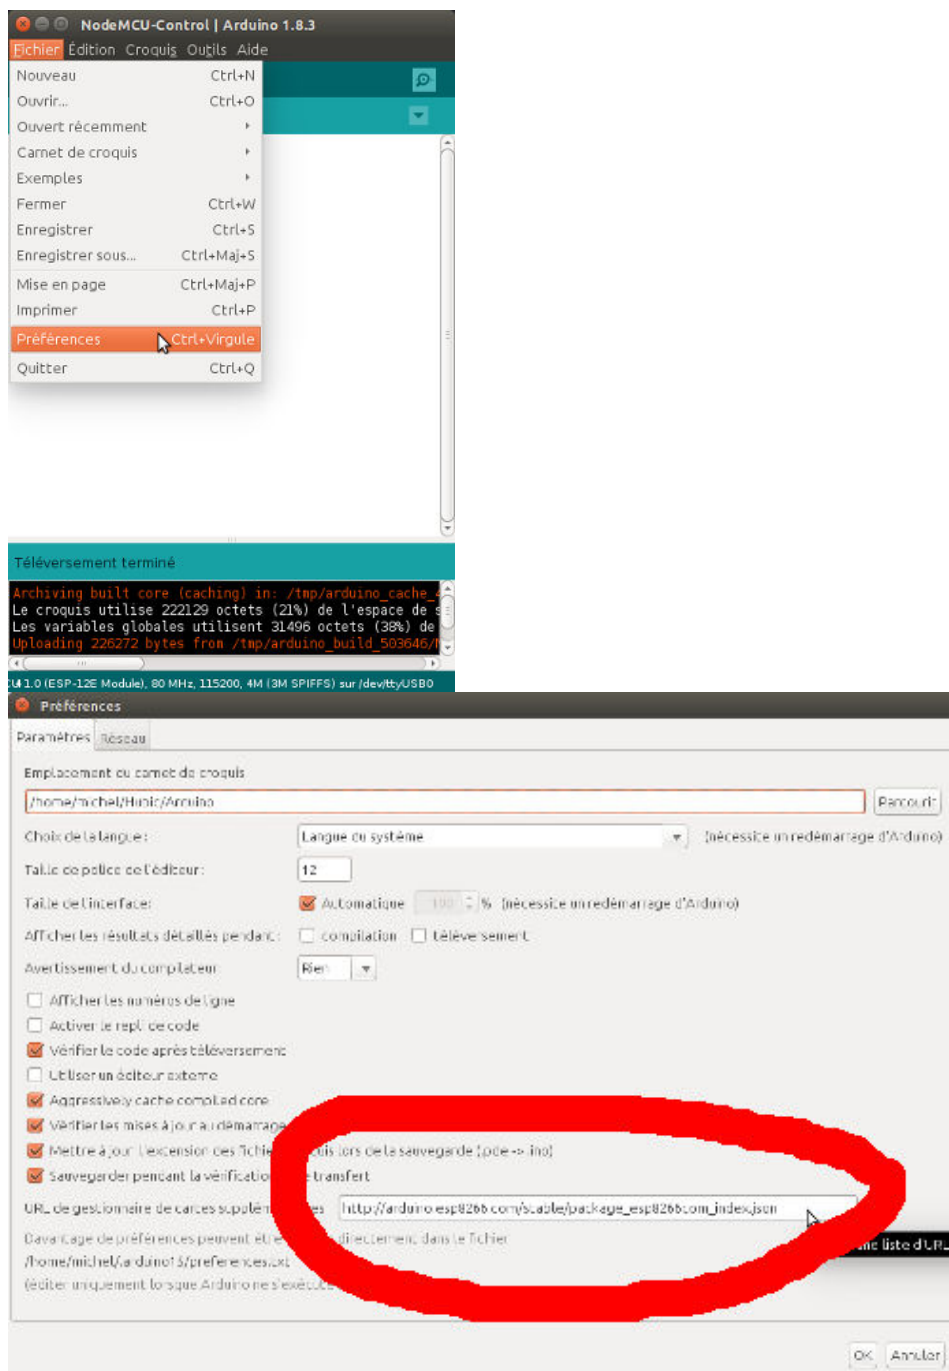 NodeMCU-Control | Arduino 1.8.3
Fichier Édition Croquis Outils Aide
Nouveau Ctrl+N
Ouvrir... Ctrl+O
Ouvert récemment
Carnet de croquis
Exemples
Fermer Ctrl+W
Enregistrer Ctrl+S
Enregistrer sous... Ctrl+Maj+S
Mise en page Ctrl+Maj+P
Imprimer Ctrl+P
Préférences Ctrl+Virgule
Quitter Ctrl+Q
Téléversement terminé
Archiving built core (caching) in: /tmp/arduino_cache_4
Le croquis utilise 222129 octets (21%) de l'espace de s
Les variables globales utilisent 31496 octets (38%) de
Uploading 226272 bytes from /tmp/arduino_build_503646/
1.0 (ESP-12E Module), 80 MHz, 115200, 4M (3M SPIFFS) sur /dev/ttyUSB0
Préférences
Paramètres Réseau
Emplacement du carnet de croquis
/home/michel/Hubic/Arduino Parcourir
Choix de la langue : Langue du système (nécessite un redémarrage d'Arduino)
Taille de police de l'éditeur : 12
Taille de l'interface: Automatique 100 % (nécessite un redémarrage d'Arduino)
Afficher les résultats détaillés pendant : compilation téléversement
Avertissement du compilateur Rien
Afficher les numéros de ligne
Activer le repli de code
Vérifier le code après téléversement
Utiliser un éditeur externe
Aggressively cache compiled core
Vérifier les mises à jour au démarrage
Mettre à jour l'extension des fichie uis lors de la sauvegarde (.pde -> .ino)
Sauvegarder pendant la vérification transfert
URL de gestionnaire de cartes supplém es http://arduino.esp8266.com/stable/package_esp8266com_index.json
Davantage de préférences peuvent être directement dans le fichier
ne liste d'URL
/home/michel/.arduino15/preferences.txt
(éditer uniquement lorsque Arduino ne s'exécute
OK Annuler